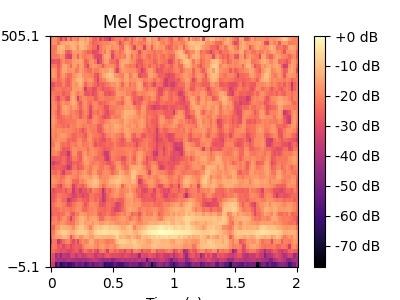 Mel Spectrogram
505.1
-5.1
0
0.5
1
1.5
2
+0 dB
-10 dB
-20 dB
-30 dB
-40 dB
-50 dB
-60 dB
-70 dB